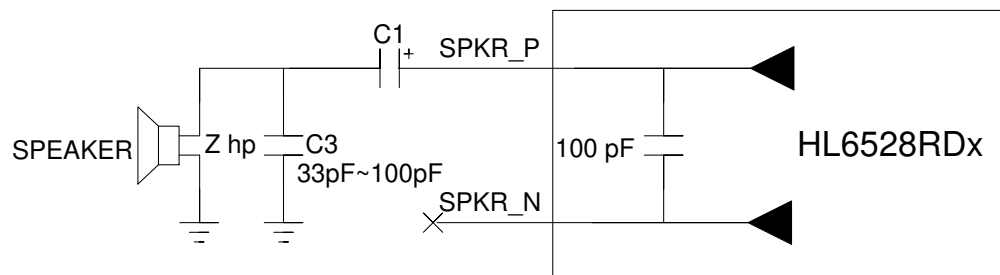 C1
+
SPKR_P
SPEAKER
Z hp
C3
33pF~100pF
100 pF
HL6528RDx
SPKR_N